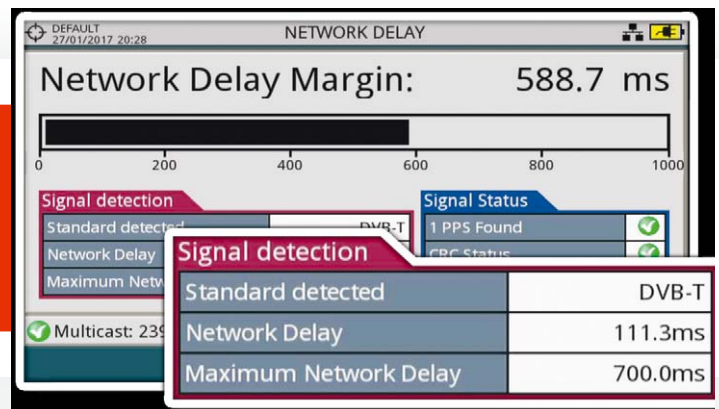 DEFAULT
27/01/2017 20:28
NETWORK DELAY
Network Delay Margin: 588.7 ms
0 200 400 600 800 1000
Signal detection
Standard detected DVB-T
Network Delay
Maximum
Signal Status
1 PPS Found
CRC Status
Multicast:
Signal detection
Standard detected DVB-T
Network Delay 111.3ms
Maximum Network Delay 700.0ms